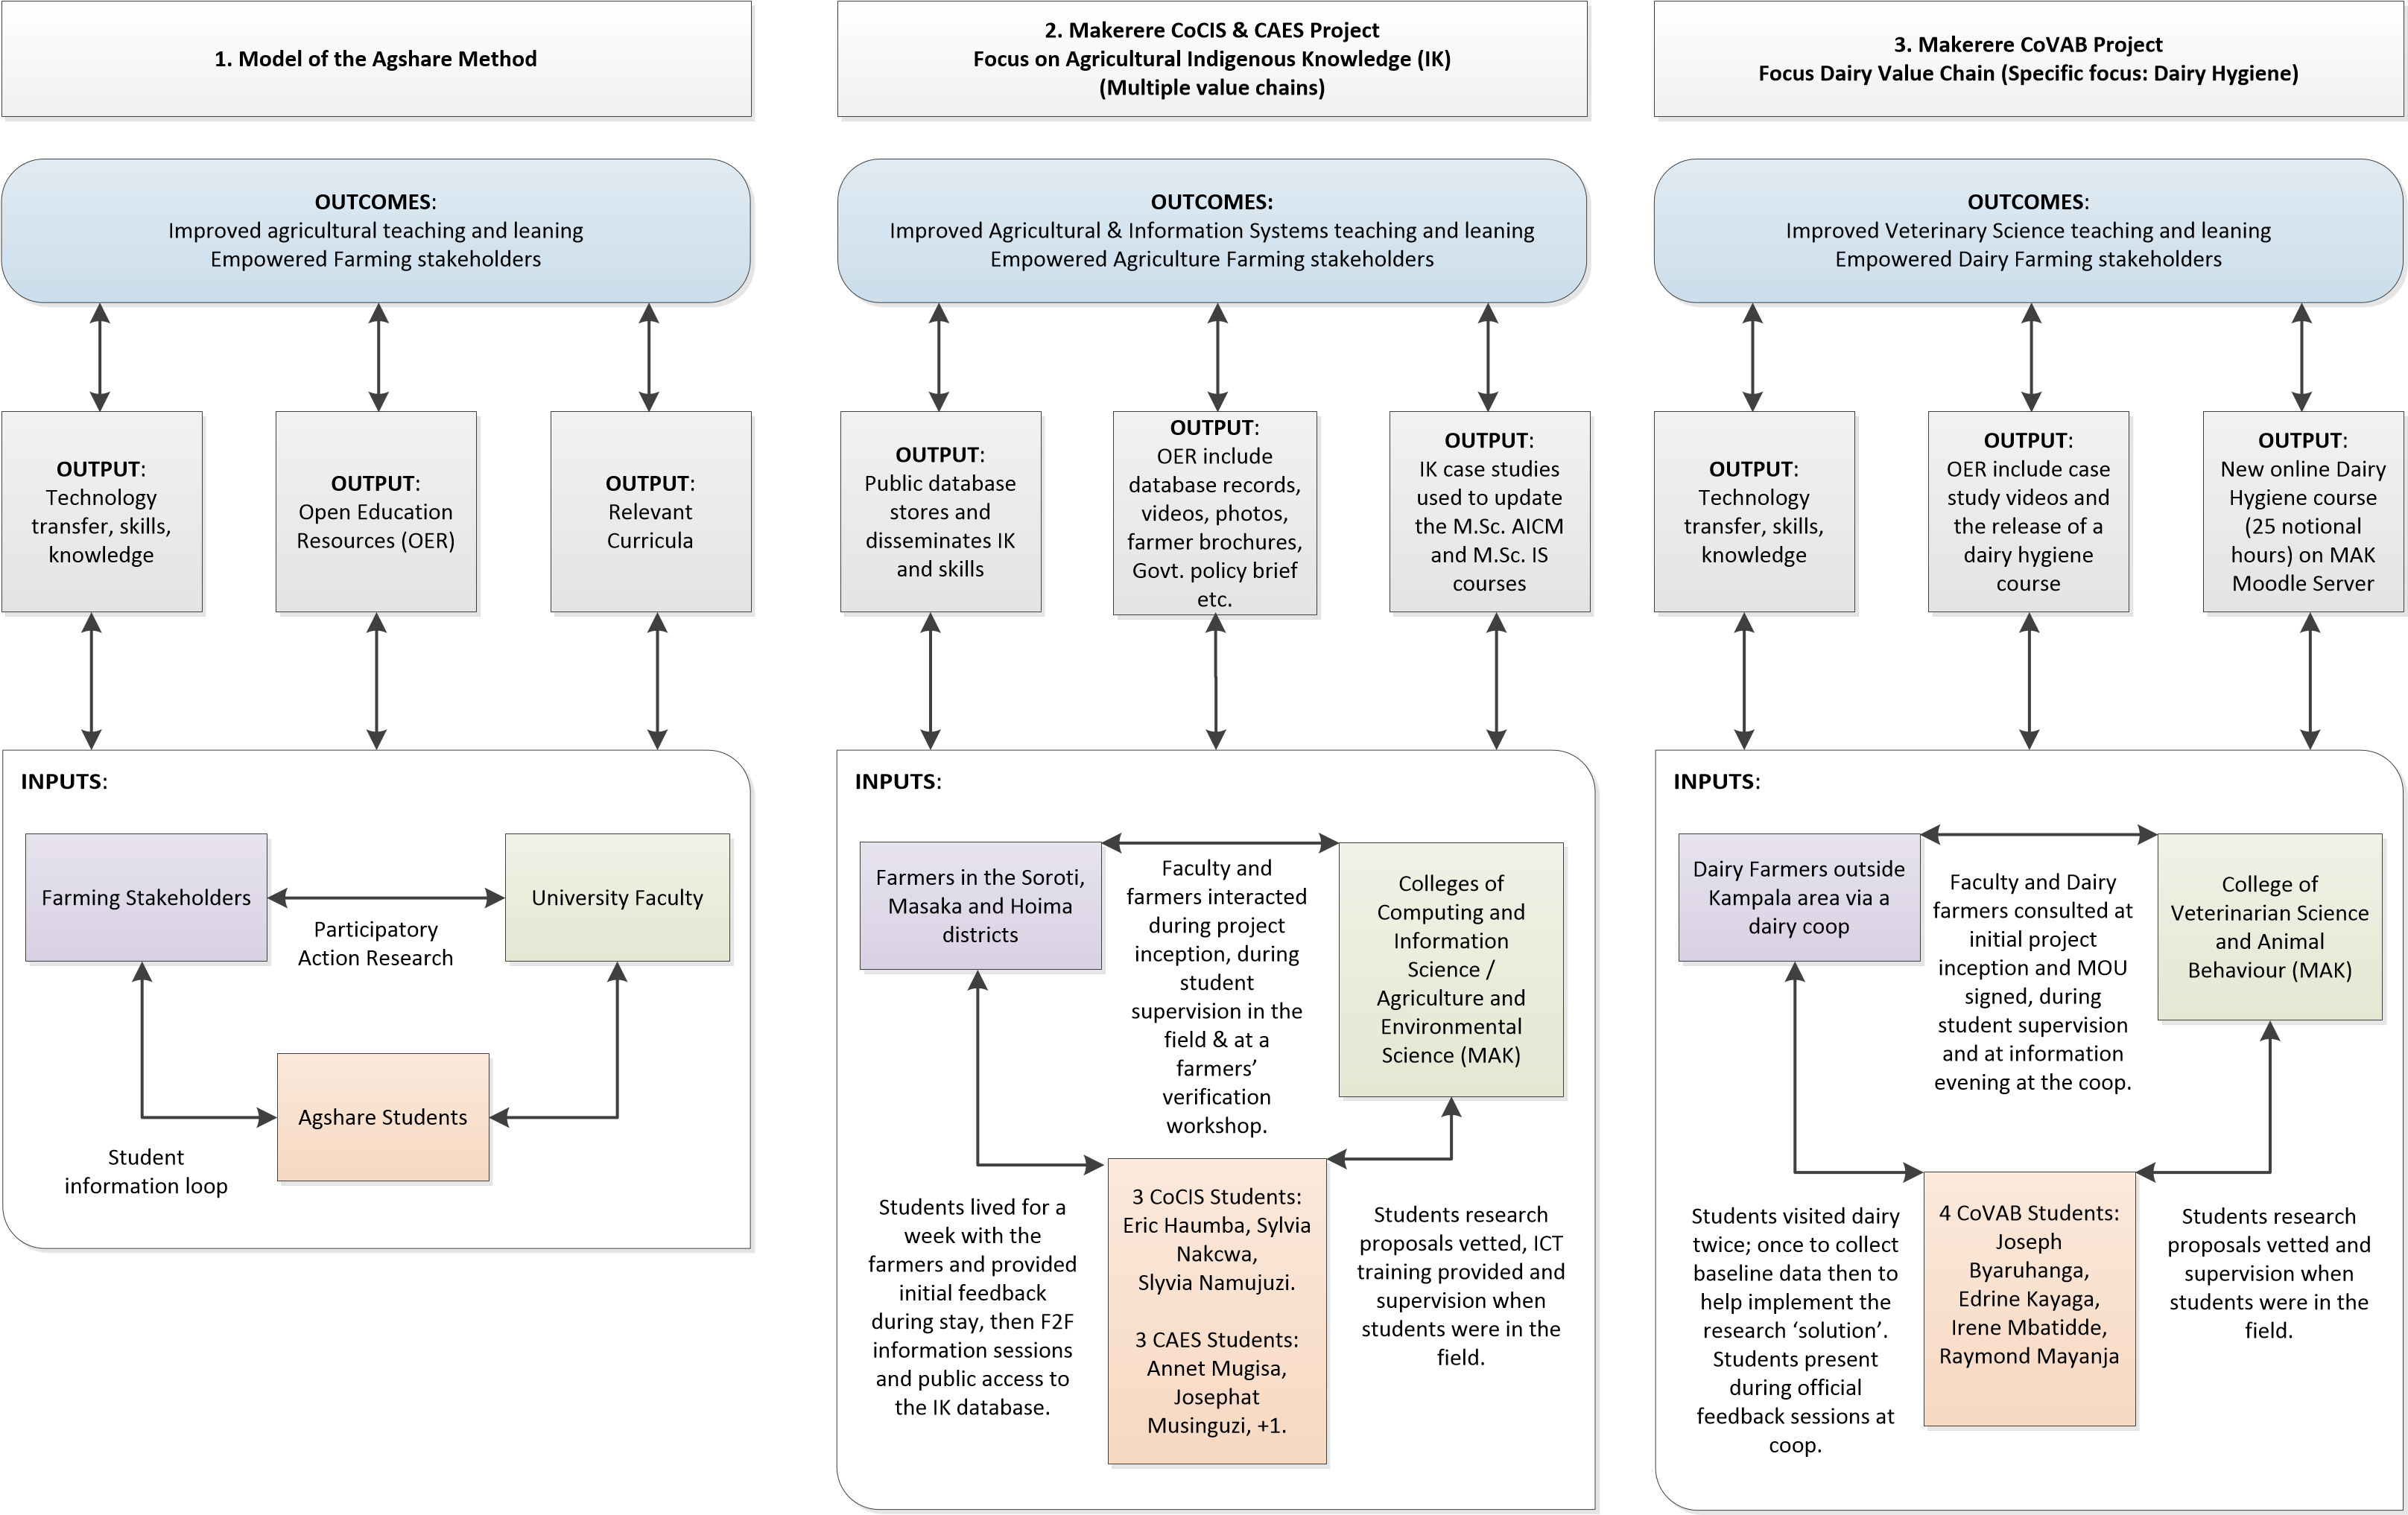 1. Model of the Agshare Method
OUTCOMES:
Improved agricultural teaching and leaning
Empowered Farming stakeholders
OUTPUT:
Technology
transfer, skills,
knowledge
OUTPUT:
Open Education
Resources (OER)
OUTPUT:
Relevant
Curricula
INPUTS:
Farming Stakeholders
Participatory
Action Research
University Faculty
Agshare Students
Student
information loop
2. Makerere CoCIS & CAES Project
Focus on Agricultural Indigenous Knowledge (IK)
(Multiple value chains)
OUTCOMES:
Improved Agricultural & Information Systems teaching and leaning
Empowered Agriculture Farming stakeholders
OUTPUT:
Public database
stores and
disseminates IK
and skills
OUTPUT:
OER include
database records,
videos, photos,
farmer brochures,
Govt. policy brief
etc.
OUTPUT:
IK case studies
used to update
the M.Sc. AICM
and M.Sc. IS
courses
INPUTS:
Farmers in the Soroti,
Masaka and Hoima
districts
Faculty and
farmers interacted
during project
inception, during
student
supervision in the
field & at a
farmers’
verification
workshop.
Colleges of
Computing and
Information
Science /
Agriculture and
Environmental
Science (MAK)
Students lived for a
week with the
farmers and provided
initial feedback
during stay, then F2F
information sessions
and public access to
the IK database.
3 CoCIS Students:
Eric Haumba, Sylvia
Nakcwa,
Slyvia Namujuzi.
3 CAES Students:
Annet Mugisa,
Josephat
Musinguzi, +1.
Students research
proposals vetted, ICT
training provided and
supervision when
students were in the
field.
3. Makerere CoVAB Project
Focus Dairy Value Chain (Specific focus: Dairy Hygiene)
OUTCOMES:
Improved Veterinary Science teaching and leaning
Empowered Dairy Farming stakeholders
OUTPUT:
Technology
transfer, skills,
knowledge
OUTPUT:
OER include case
study videos and
the release of a
dairy hygiene
course
OUTPUT:
New online Dairy
Hygiene course
(25 notional
hours) on MAK
Moodle Server
INPUTS:
Dairy Farmers outside
Kampala area via a
dairy coop
Faculty and Dairy
farmers consulted at
initial project
inception and MOU
signed, during
student supervision
and at information
evening at the coop.
College of
Veterinarian Science
and Animal
Behaviour (MAK)
Students visited dairy
twice; once to collect
baseline data then to
help implement the
research ‘solution’.
Students present
during official
feedback sessions at
coop.
4 CoVAB Students:
Joseph
Byaruhanga,
Edrine Kayaga,
Irene Mbatidde,
Raymond Mayanja
Students research
proposals vetted and
supervision when
students were in the
field.